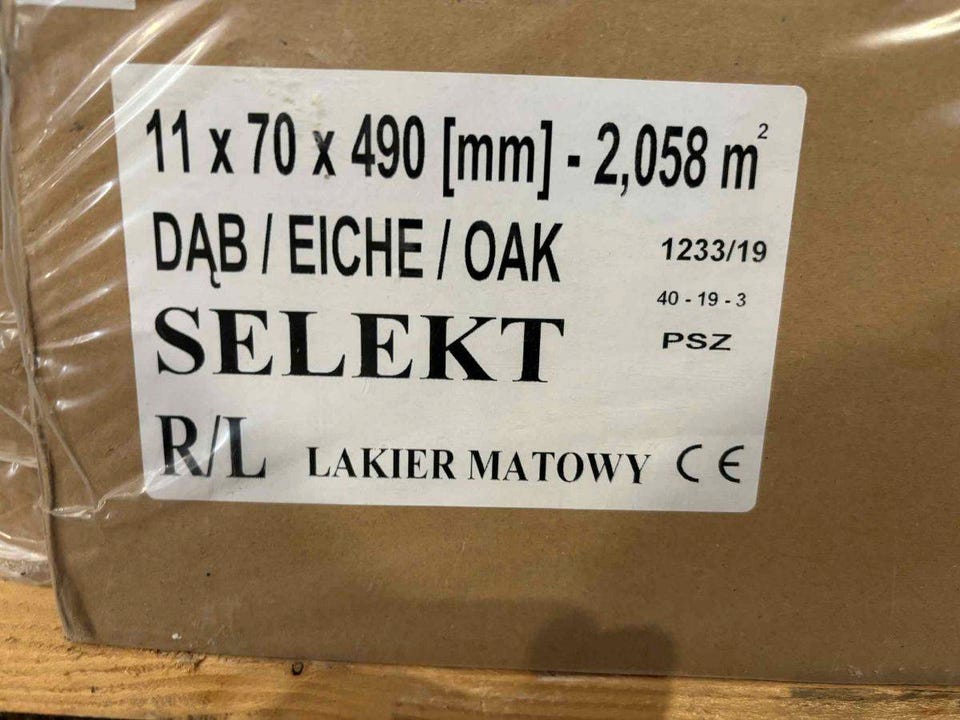 11 x 70 x 490 [mm] - 2,058 m²
DĄB / EICHE / OAK
1233/19
40 - 19 - 3
SELEKT
PSZ
R/L LAKIER MATOWY CE